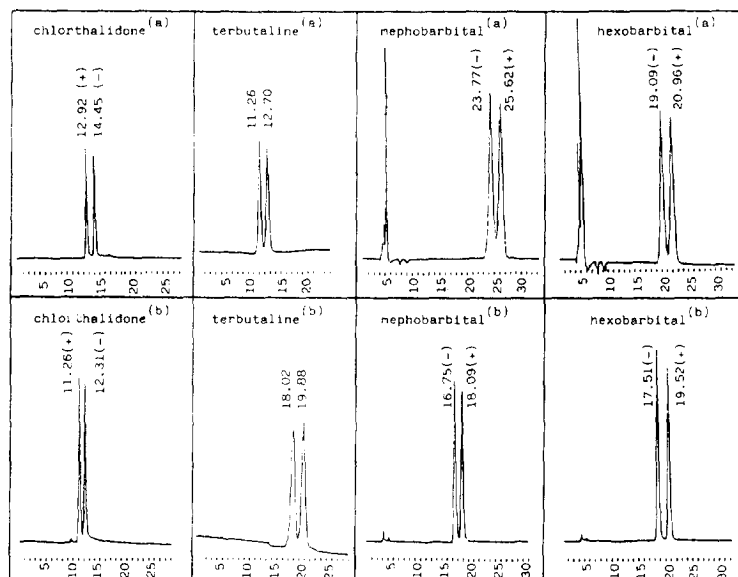 chlorthalidone(a)
12.92 (+)
14.45 (-)
5 10 15 20 25
terbutaline(a)
11.26
12.70
5 10 15 20
mephobarbital(a)
23.77(-)
25.62(+)
5 10 15 20 25 30
hexobarbital(a)
19.09(-)
20.96(+)
5 10 15 20 30
chlorthalidone(b)
11.26(+)
12.31(-)
5 10 15 20 25
terbutaline(b)
18.02
19.88
5 10 15 20 25
mephobarbital(b)
16.75(-)
18.09(+)
5 10 15 20 25 30
hexobarbital(b)
17.51(-)
19.52(+)
5 10 15 20 25 30